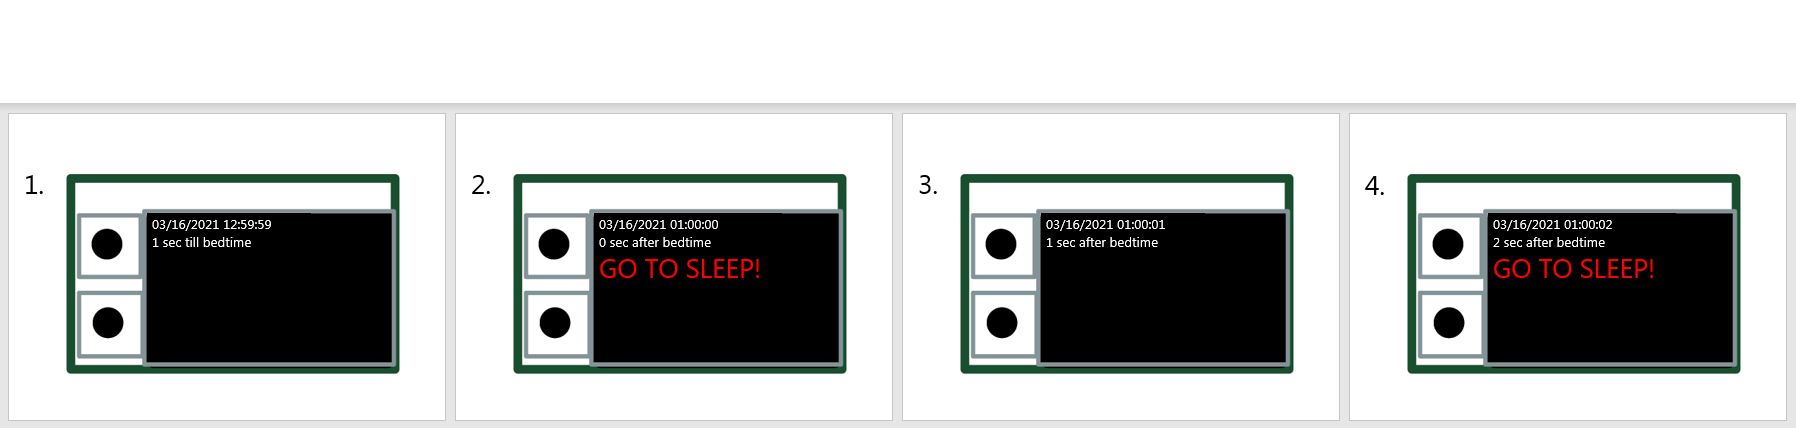 1.
03/16/2021 12:59:59
1 sec till bedtime
2.
03/16/2021 01:00:00
0 sec after bedtime
GO TO SLEEP!
3.
03/16/2021 01:00:01
1 sec after bedtime
4.
03/16/2021 01:00:02
2 sec after bedtime
GO TO SLEEP!